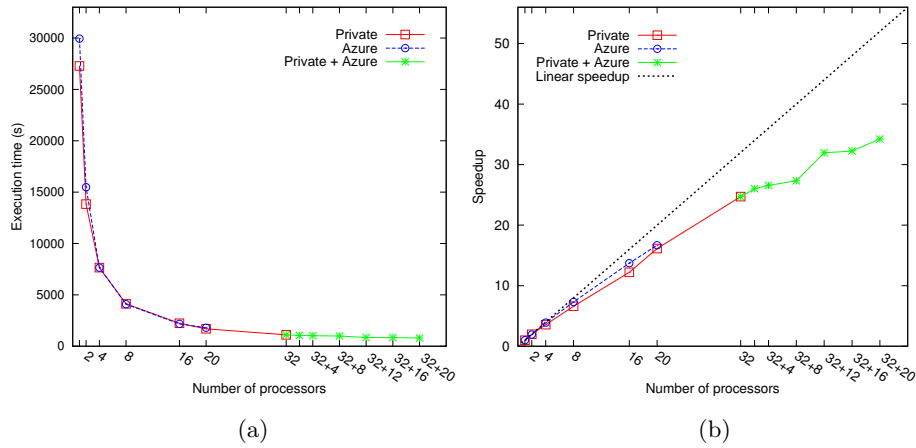 30000
25000
20000
15000
10000
5000
0
Execution time (s)
Private
Azure
Private + Azure
2
4
8
16
20
32
32+4
32+8
32+12
32+16
32+20
Number of processors
(a)
50
40
30
20
10
0
Speedup
Private
Azure
Private + Azure
Linear speedup
2
4
8
16
20
32
32+4
32+8
32+12
32+16
32+20
Number of processors
(b)